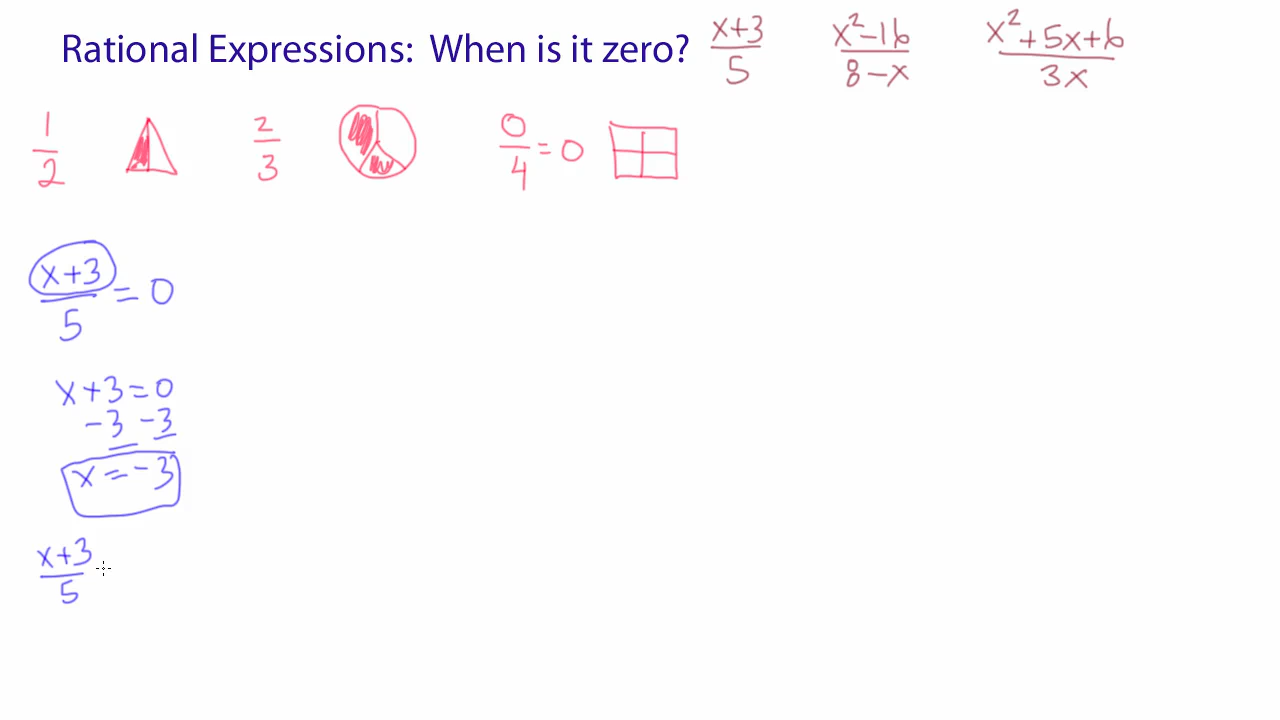 Rational Expressions: When is it zero? x+3/5 x²-16/8-x x²+5x+6/3x
1/2 2/3 0/4=0
x+3/5=0
x+3=0
-3 -3
x=-3
x+3/5